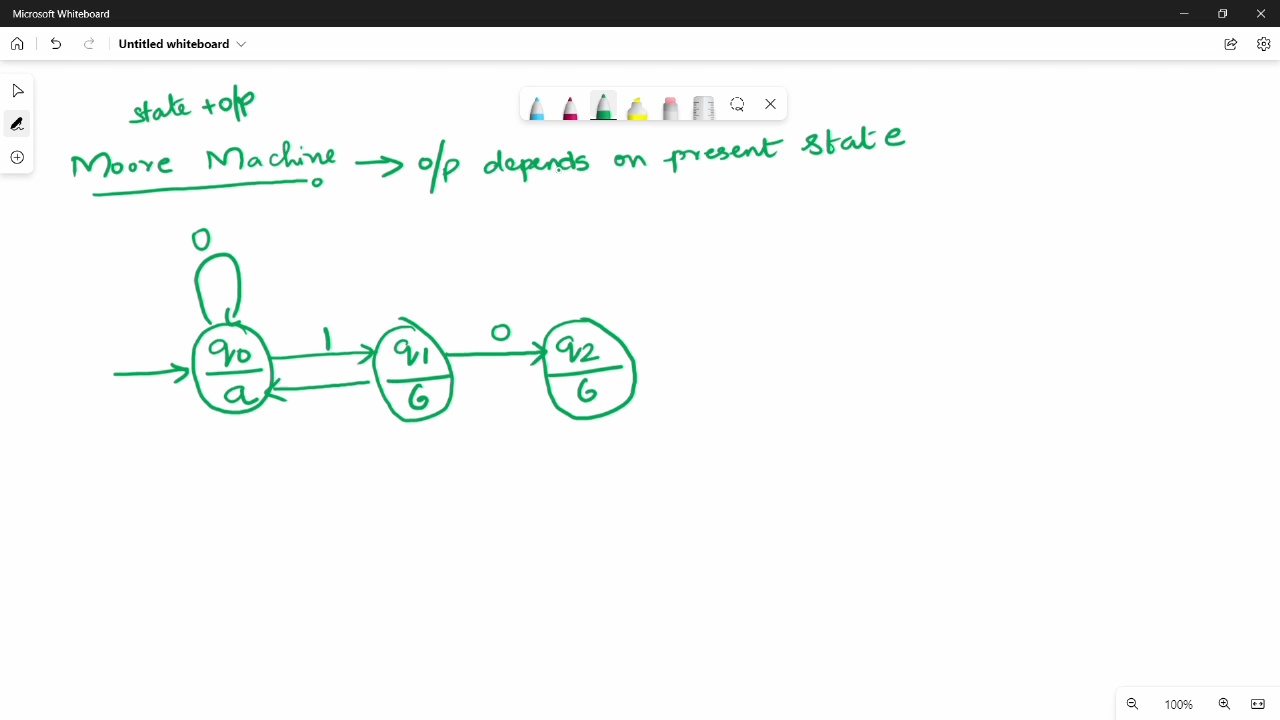 Microsoft Whiteboard
Untitled whiteboard
state + o/p
Moore Machine → o/p depends on present state
0
1
0
q0
a
q1
b
q2
b
100%